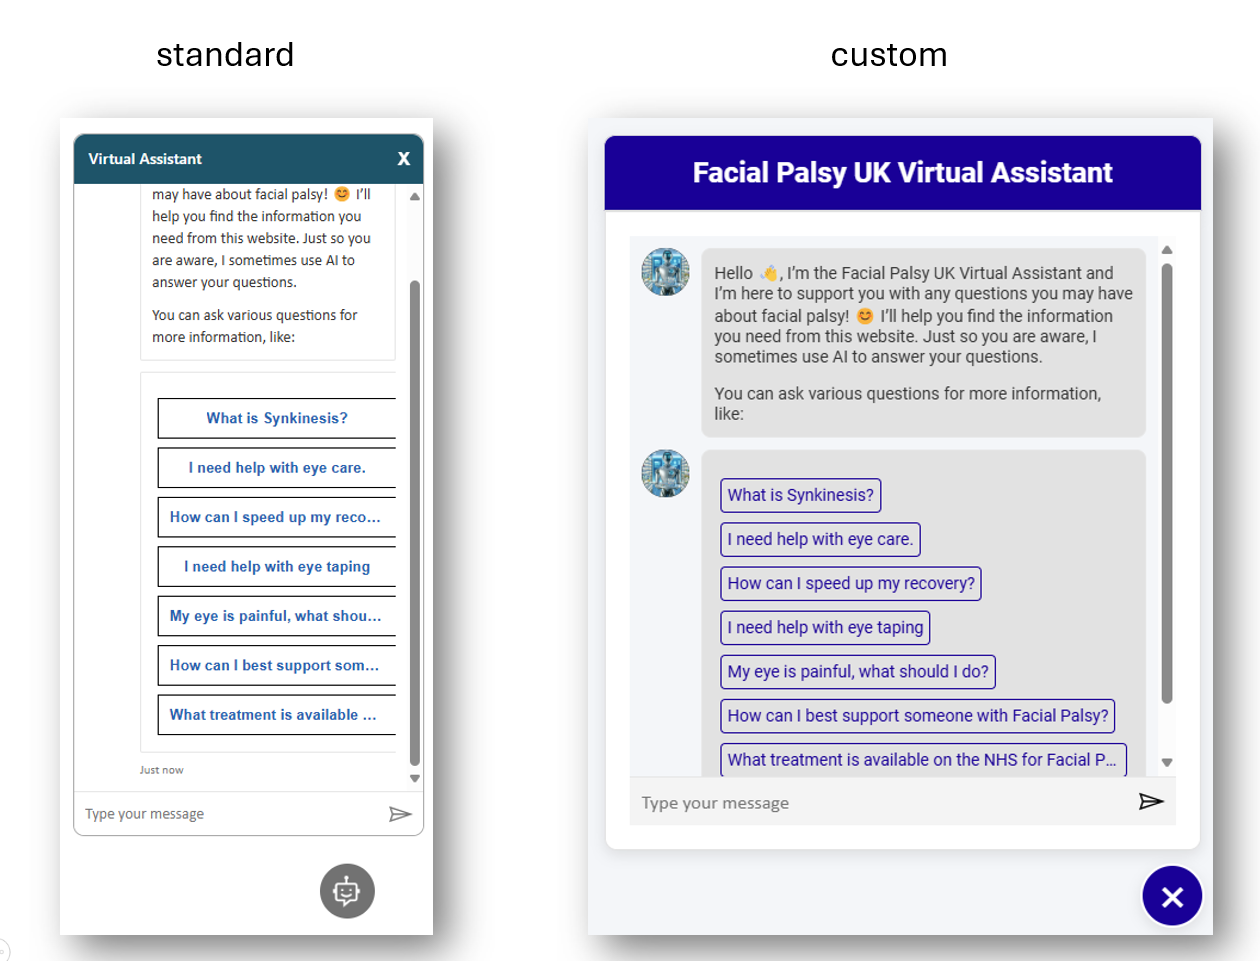 standard
custom
Virtual Assistant
X
may have about facial palsy! 😊 I'll
help you find the information you
need from this website. Just so you
are aware, I sometimes use AI to
answer your questions.
You can ask various questions for
more information, like:
What is Synkinesis?
I need help with eye care.
How can I speed up my reco...
I need help with eye taping
My eye is painful, what shou...
How can I best support som...
What treatment is available ...
Just now
Type your message
Facial Palsy UK Virtual Assistant
Hello 👋, I'm the Facial Palsy UK Virtual Assistant and
I'm here to support you with any questions you may have
about facial palsy! 😊 I'll help you find the information
you need from this website. Just so you are aware, I
sometimes use AI to answer your questions.
You can ask various questions for more information,
like:
What is Synkinesis?
I need help with eye care.
How can I speed up my recovery?
I need help with eye taping
My eye is painful, what should I do?
How can I best support someone with Facial Palsy?
What treatment is available on the NHS for Facial P...
Type your message